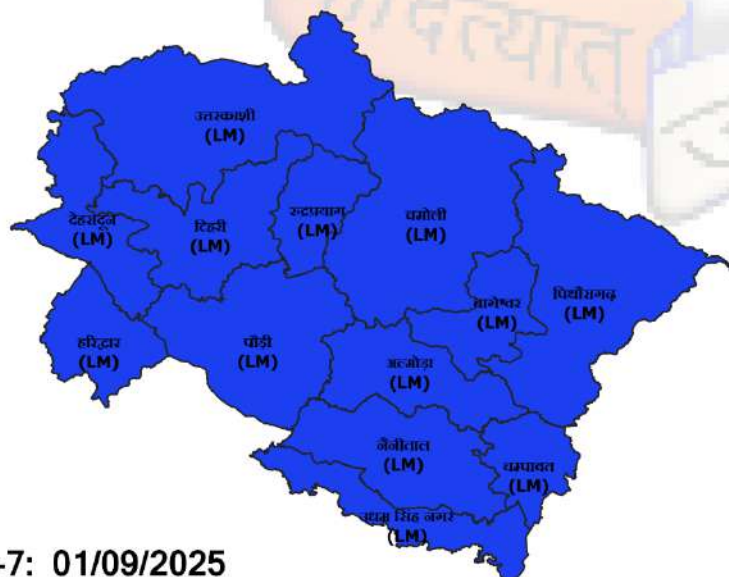 उत्तरकाशी
(LM)
देहरादून
(LM)
टिहरी
(LM)
रुद्रप्रयाग
(LM)
चमोली
(LM)
बागेश्वर
(LM)
पिथौरागढ़
(LM)
हरिद्वार
(LM)
पौड़ी
(LM)
अल्मोड़ा
(LM)
नैनीताल
(LM)
चम्पावत
(LM)
उधम सिंह नगर
(LM)
-7: 01/09/2025